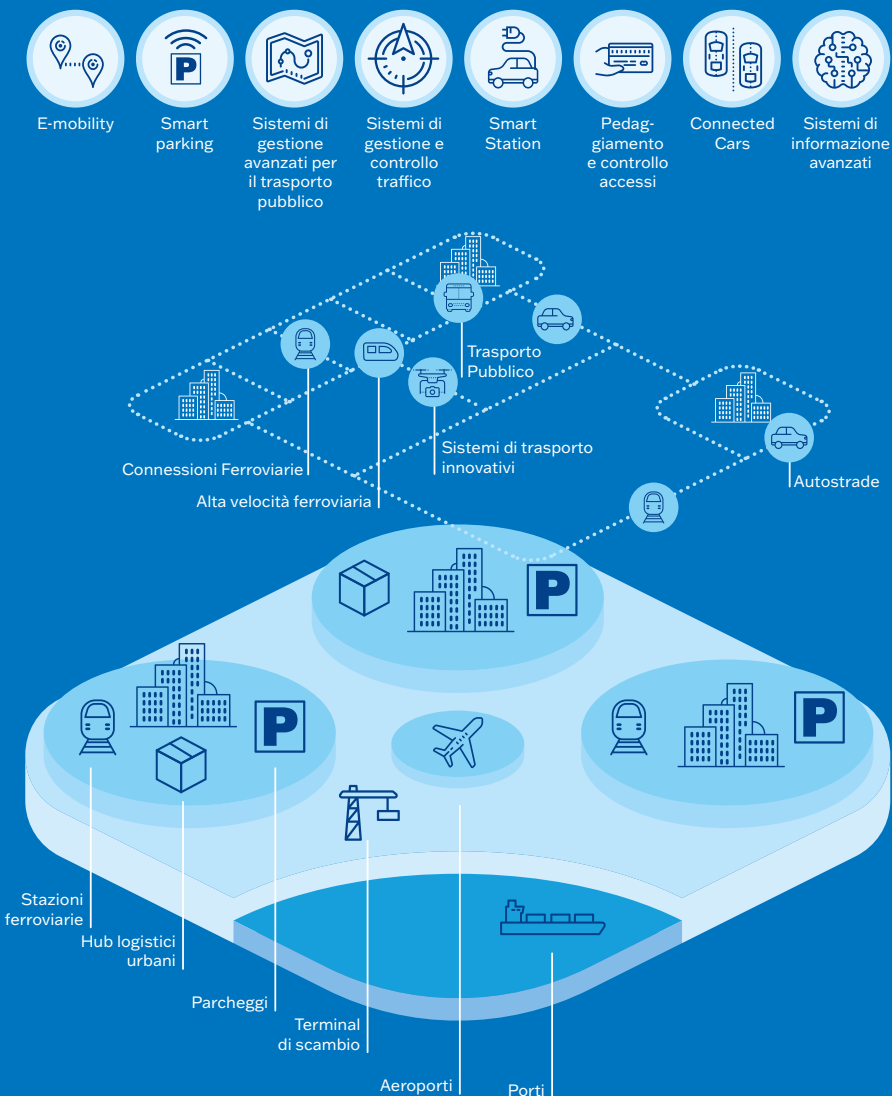 P
E-mobility
Smart
parking
Sistemi di
gestione
avanzati per
il trasporto
pubblico
Sistemi di
gestione e
controllo
traffico
Smart
Station
Pedag-
giamento
e controllo
accessi
Connected
Cars
Sistemi di
informazione
avanzati
Trasporto
Pubblico
Sistemi di trasporto
innovativi
Connessioni Ferroviarie
Alta velocità ferroviaria
Autostrade
P
P
P
Stazioni
ferroviarie
Hub logistici
urbani
Parcheggi
Terminal
di scambio
Aeroporti
Porti